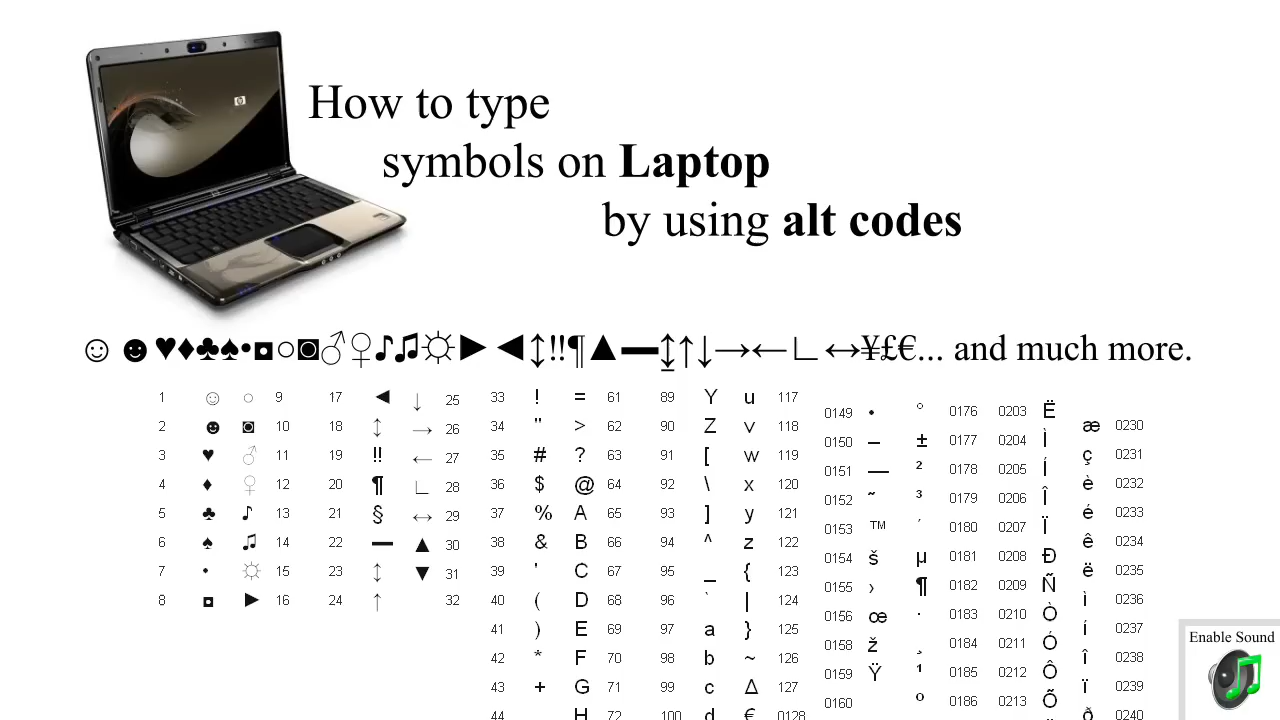 How to type
symbols on Laptop
by using alt codes
☺ ☻♥♦♣♠•◘○◙♂♀♪♫☼► ◄↕‼¶▲▬↨↑↓→←∟↔¥£€... and much more.
1 ☺ ○ 9 17 ◄ ↓ 25 33 ! = 61 89 Y u 117 0149 • ° 0176 0203 Ë
2 ☻ ◙ 10 18 ↕ → 26 34 " > 62 90 Z v 118 0150 – ± 0177 0204 Ì æ 0230
3 ♥ ♂ 11 19 ‼ ← 27 35 # ? 63 91 [ w 119 0151 — ² 0178 0205 Í ç 0231
4 ♦ ♀ 12 20 ¶ ∟ 28 36 $ @ 64 92 \ x 120 0152 ˜ ³ 0179 0206 Î è 0232
5 ♣ ♪ 13 21 § ↔ 29 37 % A 65 93 ] y 121 0153 ™ ´ 0180 0207 Ï é 0233
6 ♠ ♫ 14 22 ▬ ▲ 30 38 & B 66 94 ^ z 122 0154 š µ 0181 0208 Ð ê 0234
7 • ☼ 15 23 ↕ ▼ 31 39 ' C 67 95 _ { 123 0155 › ¶ 0182 0209 Ñ ë 0235
8 ◘ ► 16 24 ↑ 32 40 ( D 68 96 ` | 124 0156 œ · 0183 0210 Ò ì 0236
41 ) E 69 97 a } 125 0158 ž ¸ 0184 0211 Ó í 0237
42 * F 70 98 b ~ 126 0159 Ÿ ¹ 0185 0212 Ô î 0238
43 + G 71 99 c ∆ 127 0160 º 0186 0213 Õ ï 0239
44 H 72 100 d € 0128 ð 0240
Enable Sound